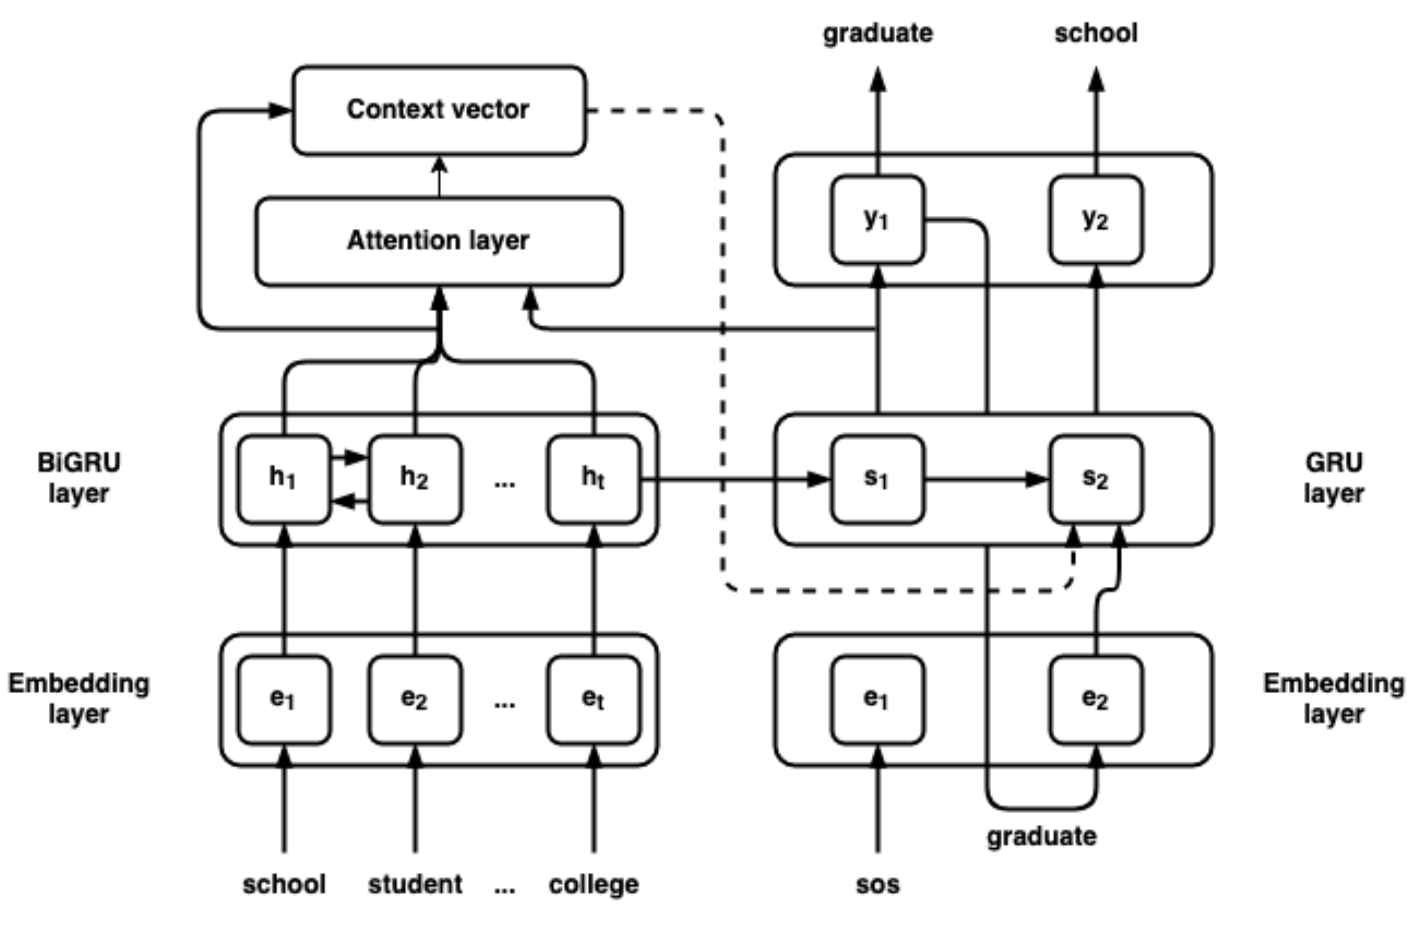 graduate school
Context vector
y1 y2
Attention layer
BiGRU
layer
h1 h2 ... ht
s1 s2
GRU
layer
Embedding
layer
e1 e2 ... et
e1 e2
Embedding
layer
graduate
school student ... college
sos